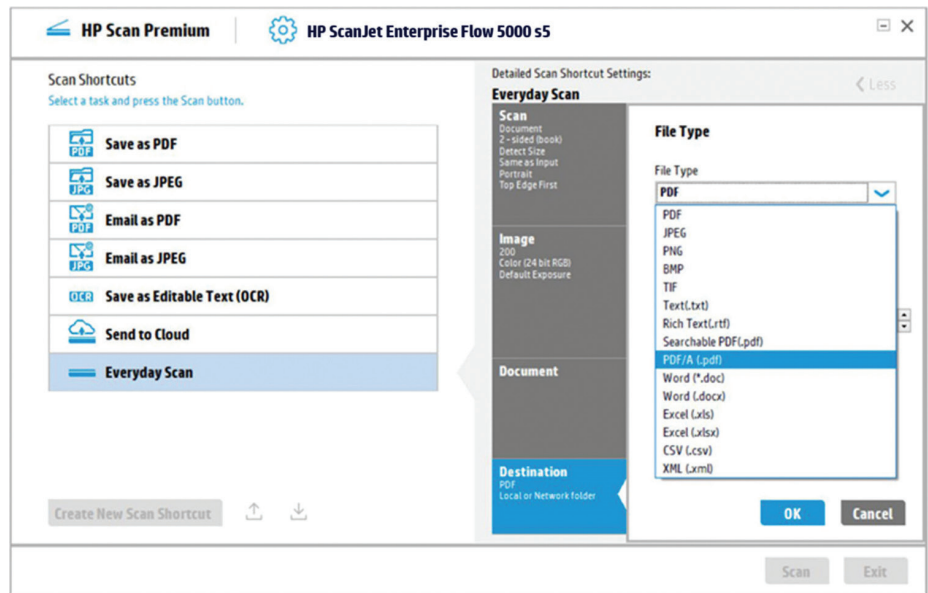 HP Scan Premium
HP ScanJet Enterprise Flow 5000 s5
Scan Shortcuts
Select a task and press the Scan button.
PDF
Save as PDF
JPG
Save as JPEG
PDF
Email as PDF
JPG
Email as JPEG
OCR
Save as Editable Text (OCR)
Send to Cloud
Everyday Scan
Create New Scan Shortcut
Detailed Scan Shortcut Settings:
Everyday Scan
Less
Scan
Document
2 - sided (book)
Detect Size
Same as Input
Portrait
Top Edge First
Image
200
Color (24 bit RGB)
Default Exposure
Document
Destination
PDF
Local or Network folder
File Type
File Type
PDF
PDF
JPEG
PNG
BMP
TIF
Text(.txt)
Rich Text(.rtf)
Searchable PDF(.pdf)
PDF/A (.pdf)
Word (*.doc)
Word (.docx)
Excel (.xls)
Excel (.xlsx)
CSV (.csv)
XML (.xml)
OK
Cancel
Scan
Exit